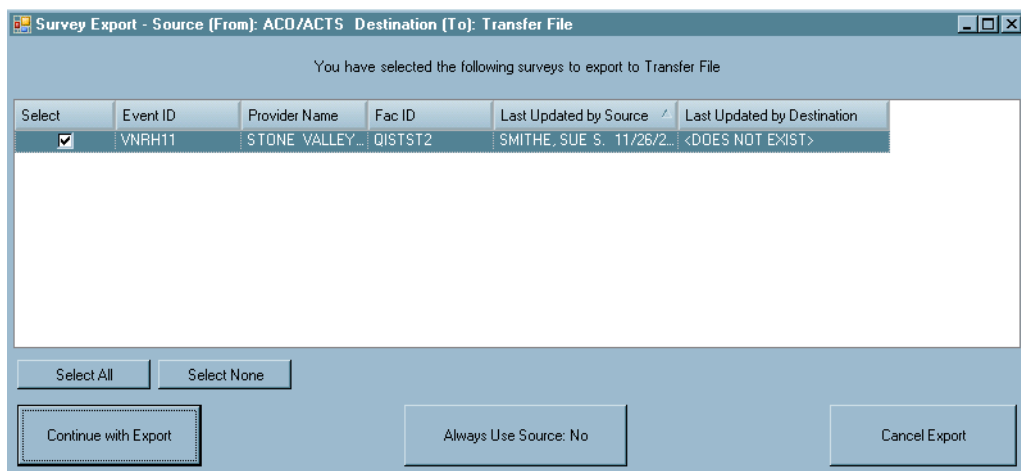 Survey Export - Source (From): ACO/ACTS Destination (To): Transfer File
You have selected the following surveys to export to Transfer File
Select Event ID Provider Name Fac ID Last Updated by Source Last Updated by Destination
VNRH11 STONE VALLEY... QISTST2 SMITHE, SUE S. 11/26/2... <DOES NOT EXIST>
Select All Select None
Continue with Export Always Use Source: No Cancel Export